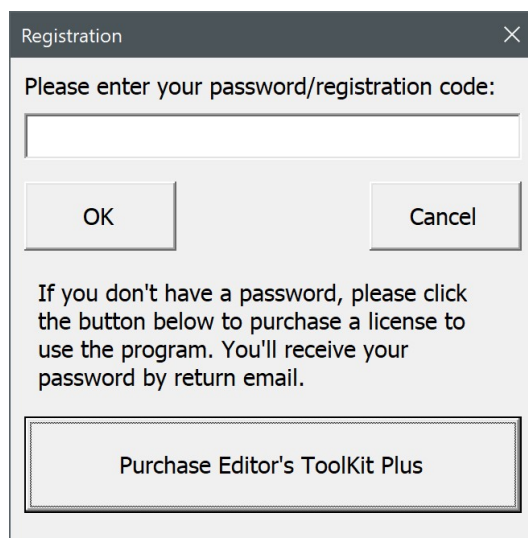 Registration
Please enter your password/registration code:
OK
Cancel
If you don't have a password, please click
the button below to purchase a license to
use the program. You'll receive your
password by return email.
Purchase Editor's ToolKit Plus